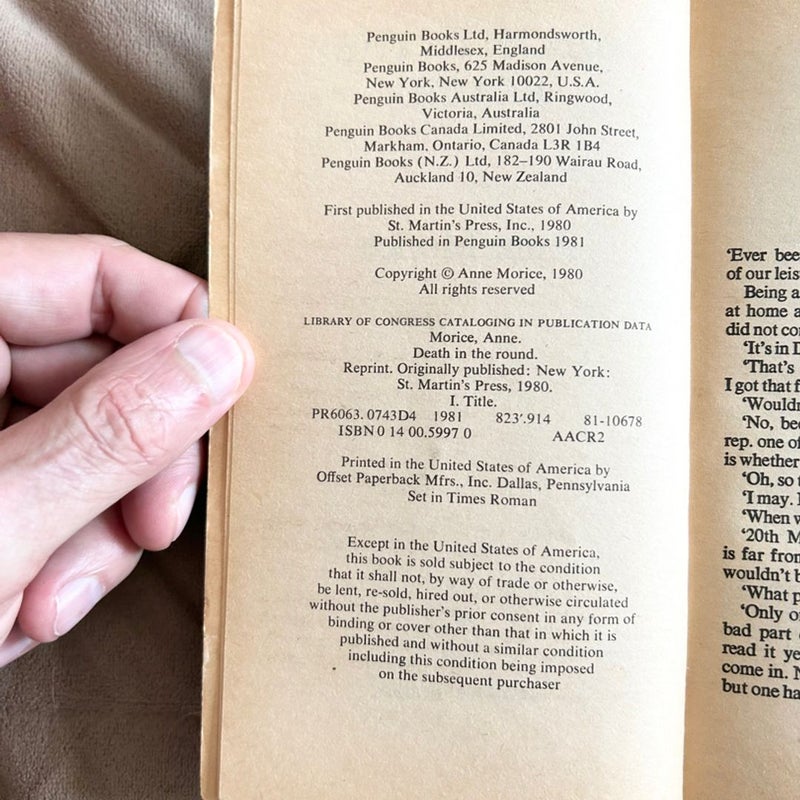 Penguin Books Ltd, Harmondsworth,
Middlesex, England
Penguin Books, 625 Madison Avenue,
New York, New York 10022, U.S.A.
Penguin Books Australia Ltd, Ringwood,
Victoria, Australia
Penguin Books Canada Limited, 2801 John Street,
Markham, Ontario, Canada L3R 1B4
Penguin Books (N.Z.) Ltd, 182–190 Wairau Road,
Auckland 10, New Zealand
First published in the United States of America by
St. Martin's Press, Inc., 1980
Published in Penguin Books 1981
Copyright © Anne Morice, 1980
All rights reserved
LIBRARY OF CONGRESS CATALOGING IN PUBLICATION DATA
Morice, Anne.
Death in the round.
Reprint. Originally published: New York:
St. Martin's Press, 1980.
I. Title.
PR6063.0743D4 1981 823'.914 81-10678
ISBN 0 14 00.5997 0 AACR2
Printed in the United States of America by
Offset Paperback Mfrs., Inc. Dallas, Pennsylvania
Set in Times Roman
Except in the United States of America,
this book is sold subject to the condition
that it shall not, by way of trade or otherwise,
be lent, re-sold, hired out, or otherwise circulated
without the publisher's prior consent in any form of
binding or cover other than that in which it is
published and without a similar condition
including this condition being imposed
on the subsequent purchaser
'Ever
of our
Being a
at home
did not
'It's in
'That's
I got that
'No,
rep. one of
is whether
'Oh, so
'I may.
'When
'20th
is far
wouldn't
'What
'Only
bad part
read it
come in.
but one